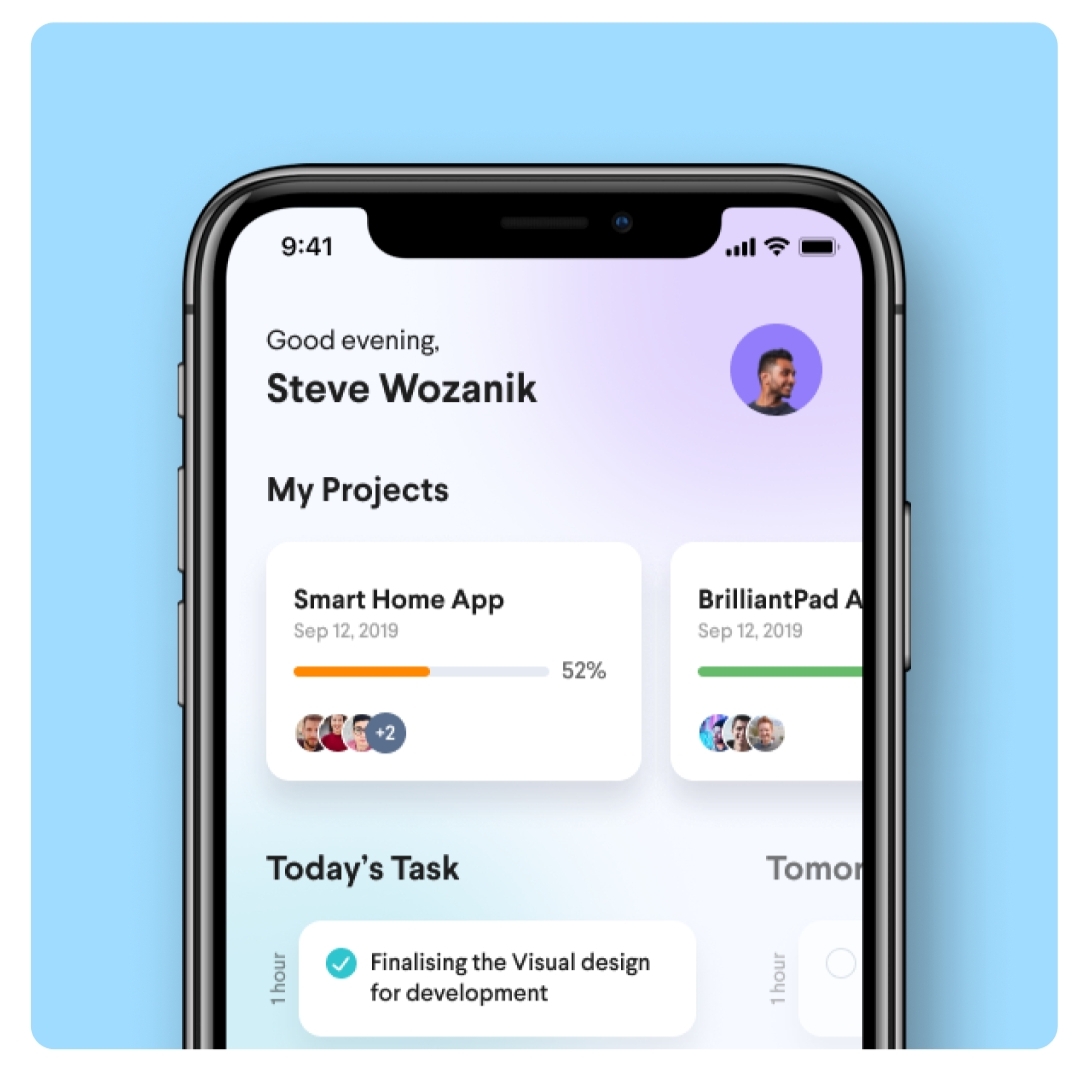 9:41
Good evening,
Steve Wozanik
My Projects
Smart Home App
Sep 12, 2019
52%
+2
BrilliantPad A
Sep 12, 2019
Today's Task
Tomor
1 hour
Finalising the Visual design
for development
1 hour